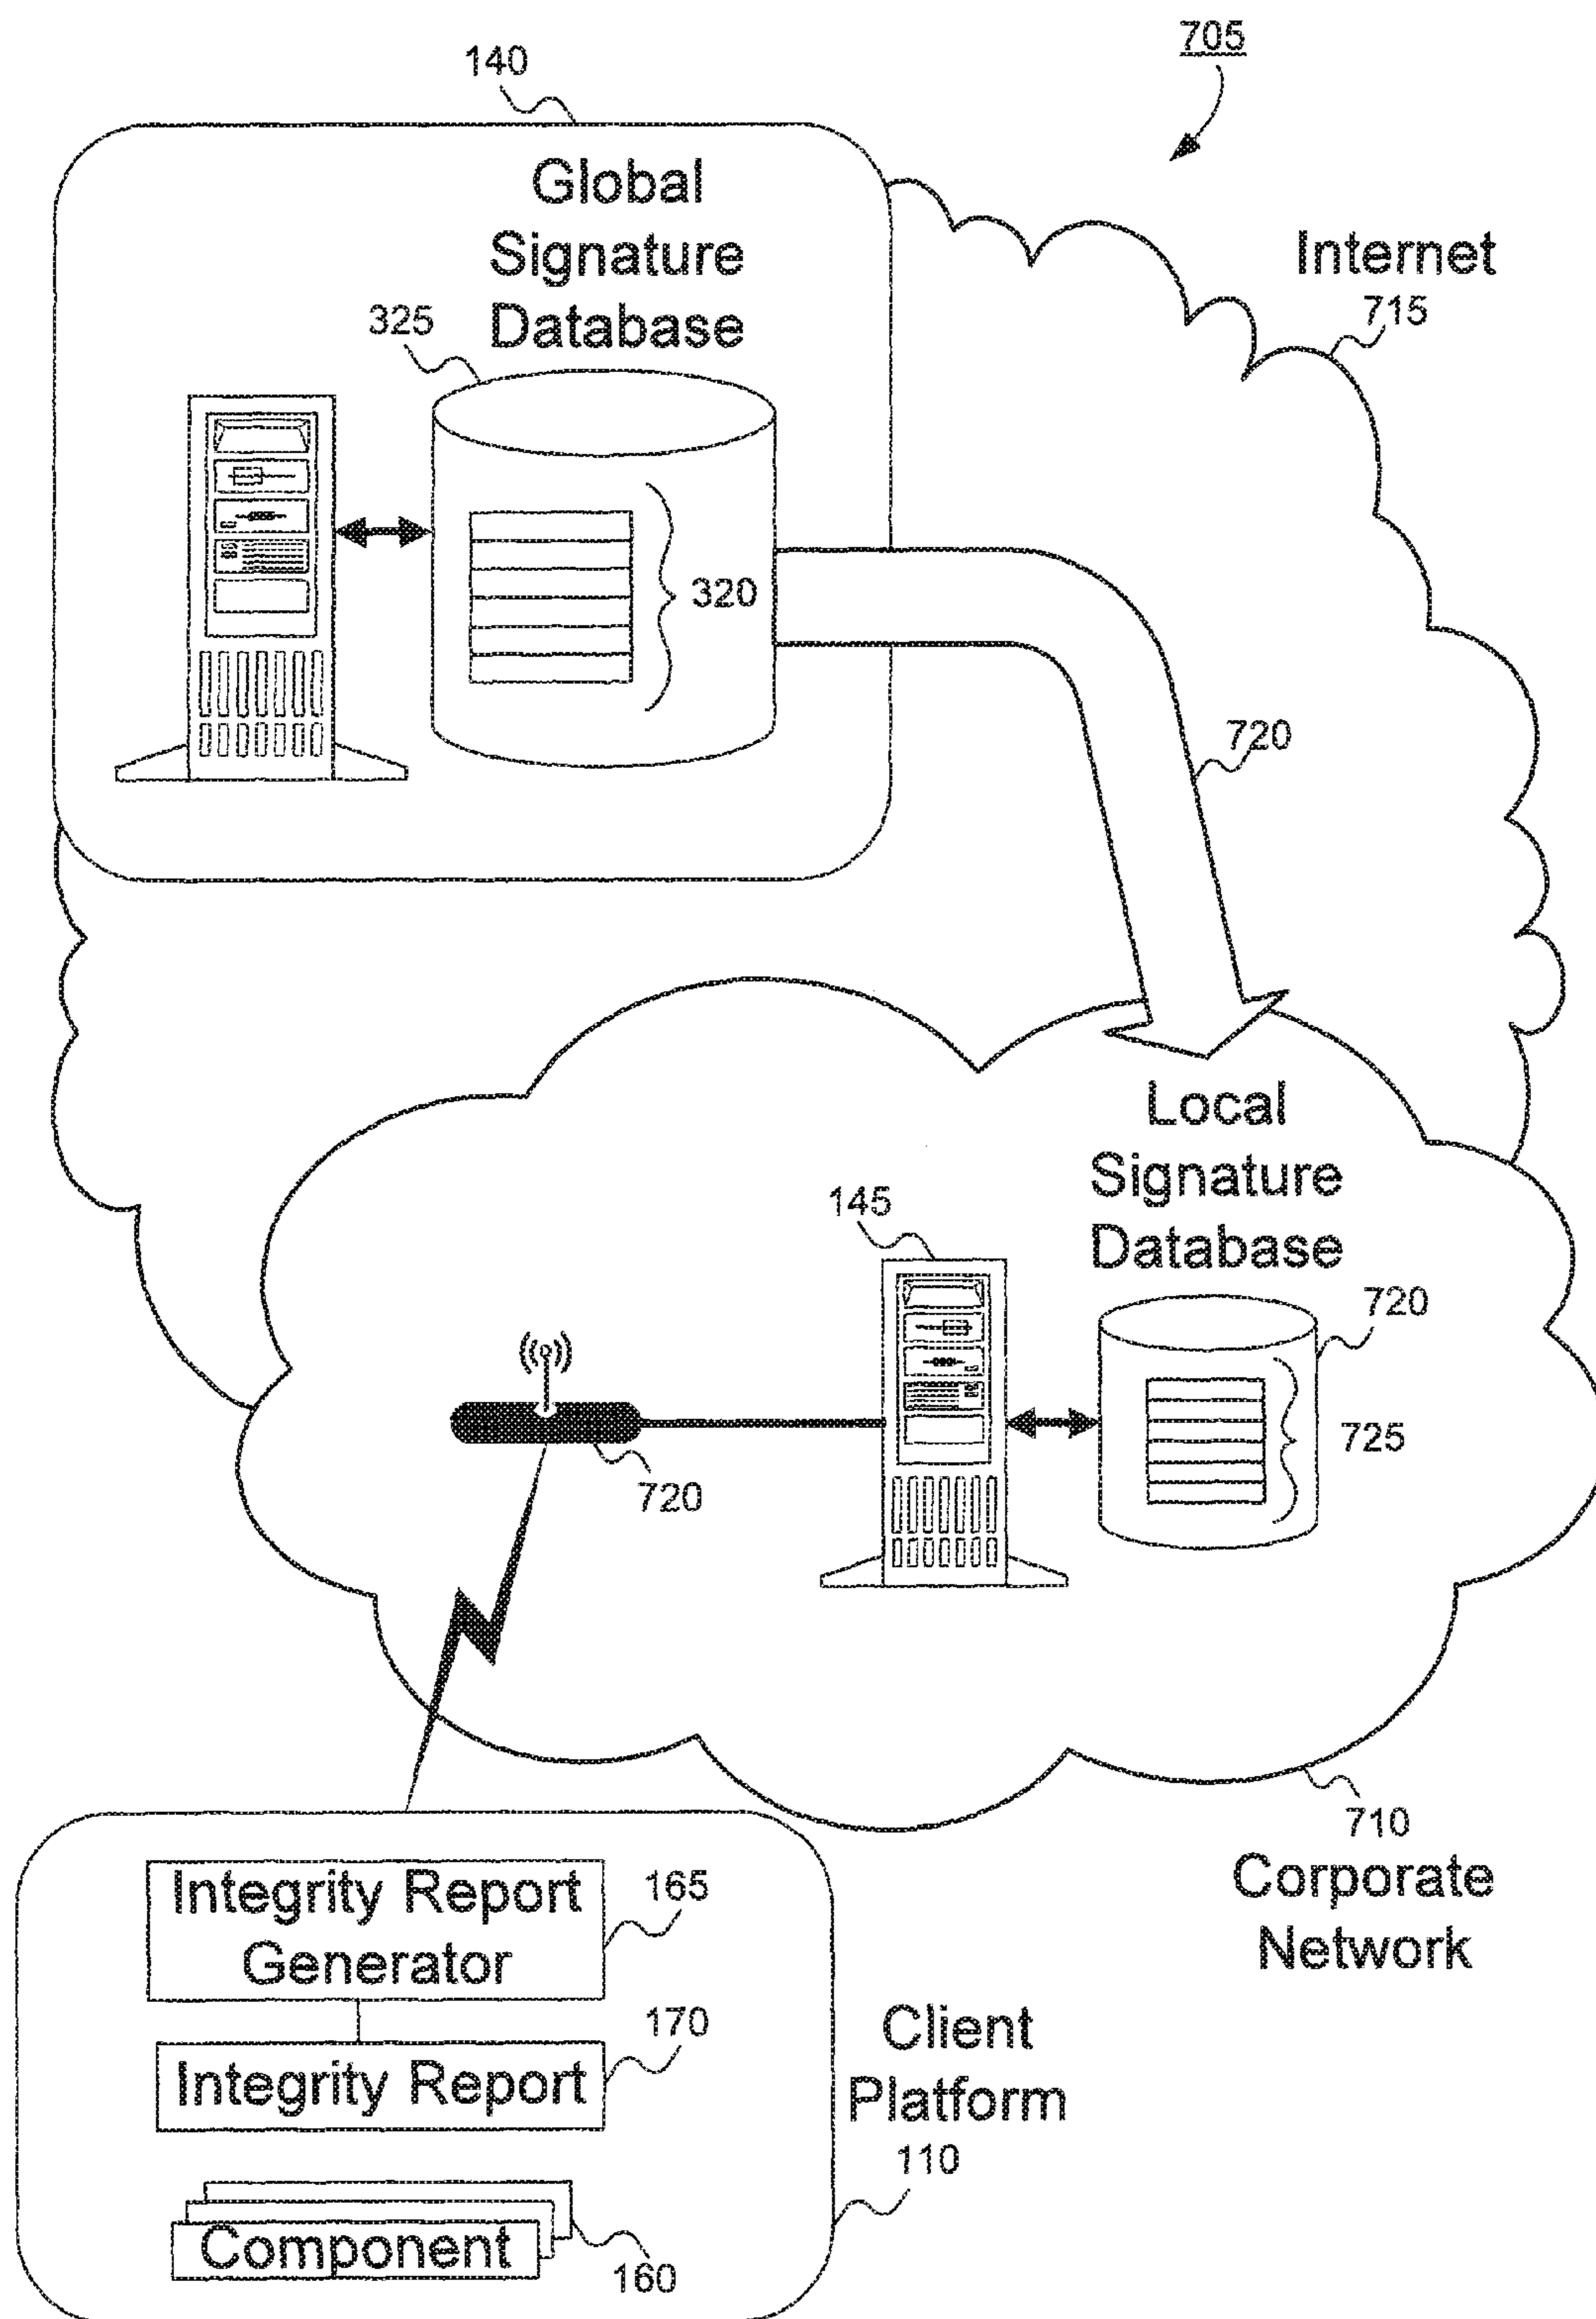 705
140
Global
Signature
Database
Internet
715
325
320
720
Local
Signature
Database
145
720
725
720
710
Corporate
Network
Integrity Report
Generator
165
170
Integrity Report
Client
Platform
110
Component
160